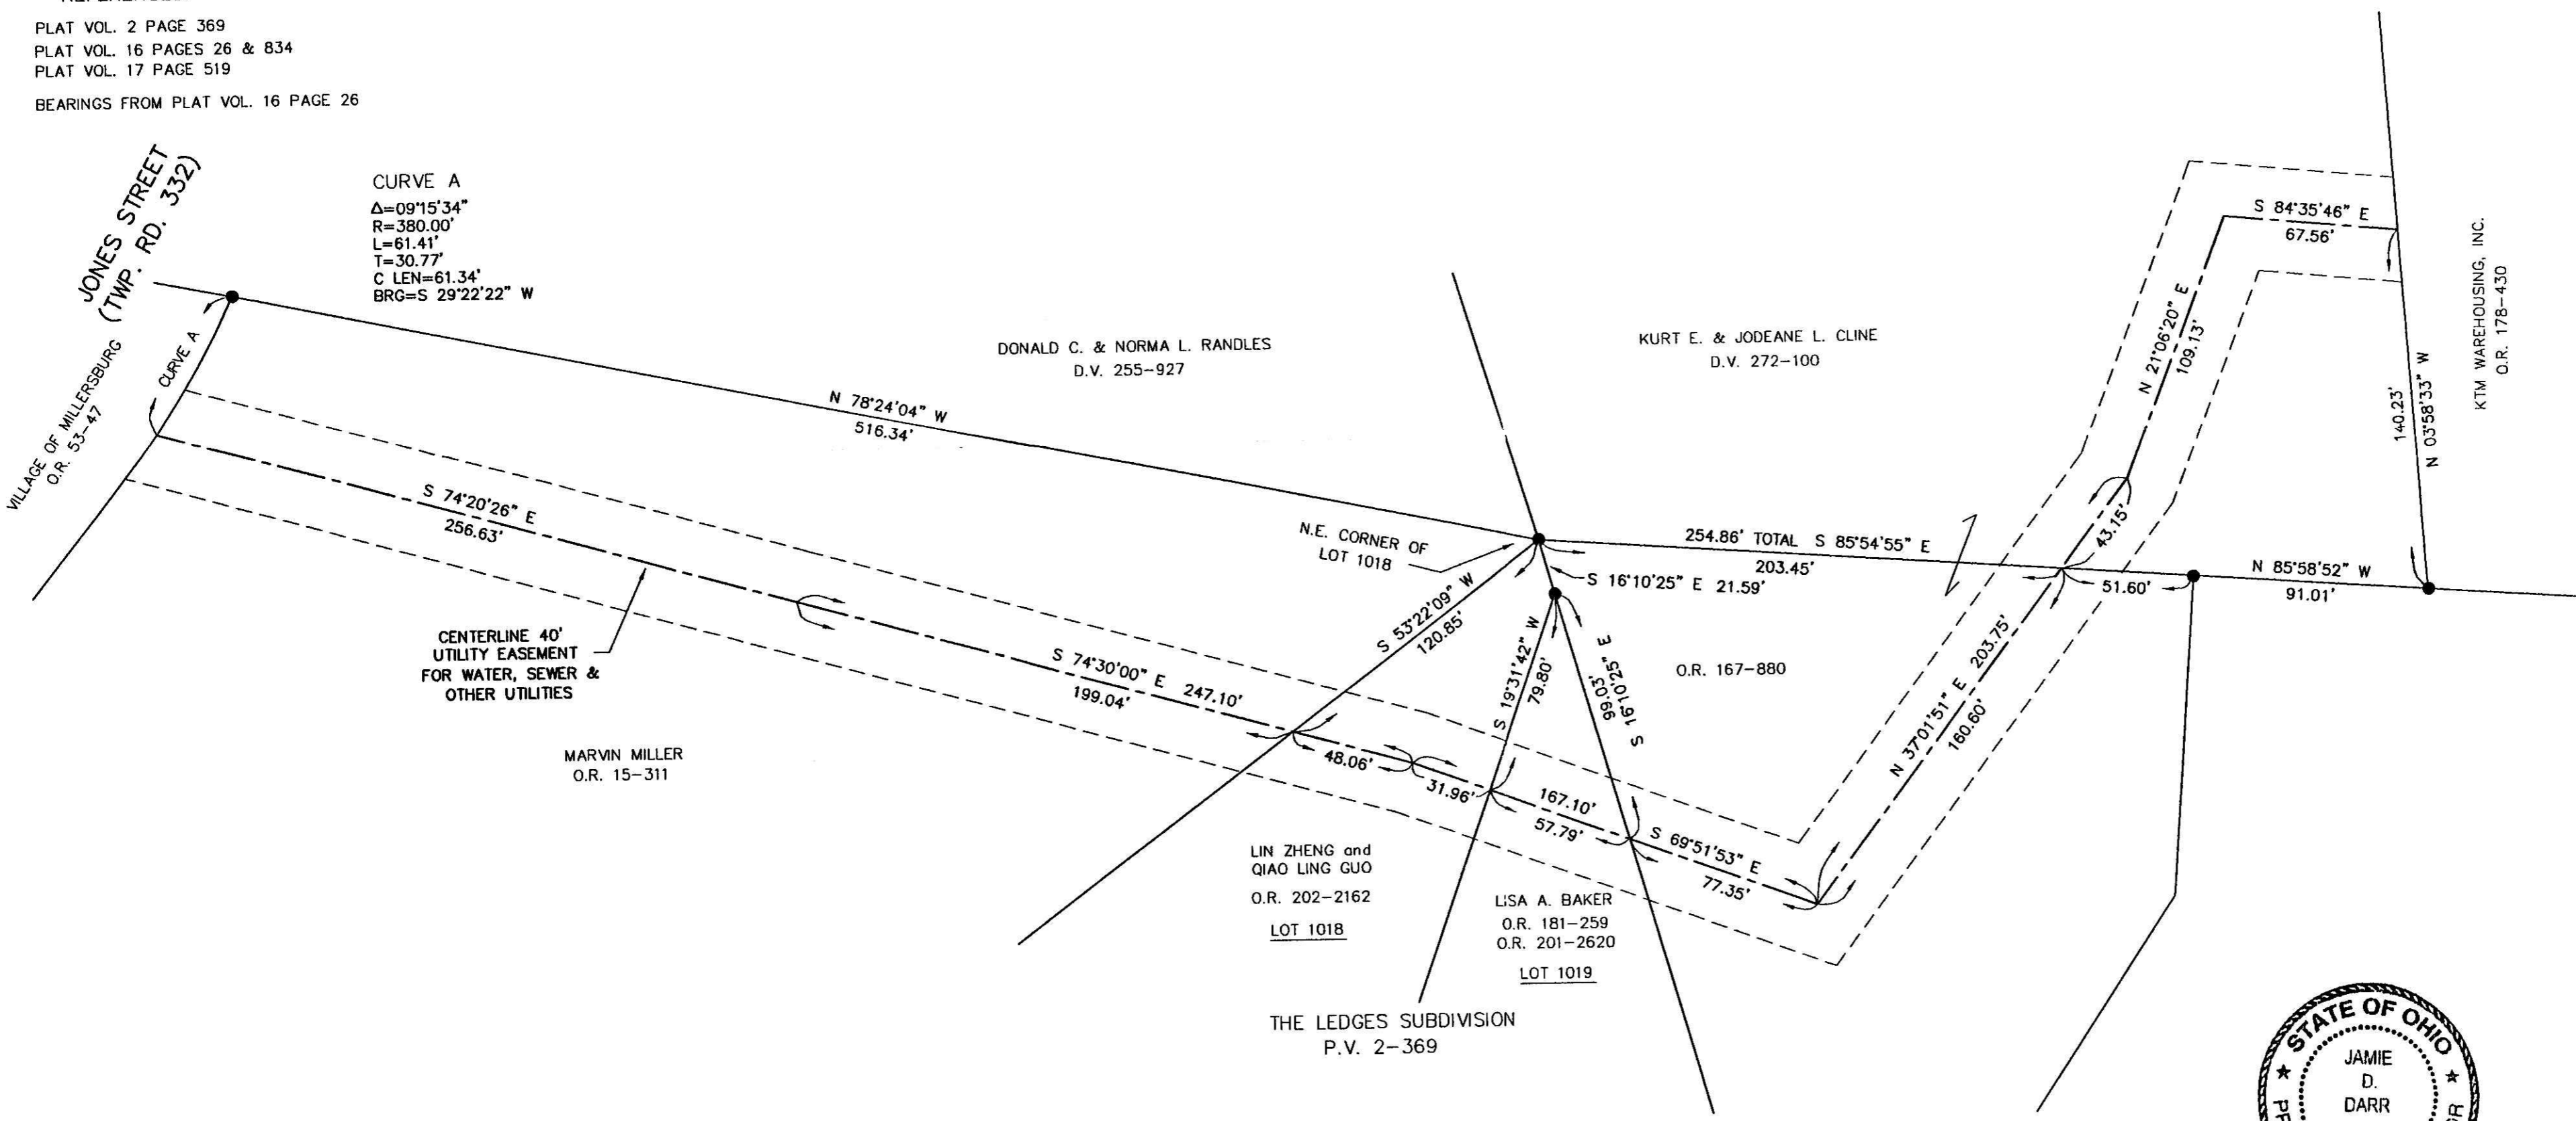 PLAT VOL. 2 PAGE 369
PLAT VOL. 16 PAGES 26 & 834
PLAT VOL. 17 PAGE 519
BEARINGS FROM PLAT VOL. 16 PAGE 26
JONES STREET
(TWP. RD. 332)
CURVE A
Δ=09°15'34"
R=380.00'
L=61.41'
T=30.77'
C LEN=61.34'
BRG=S 29°22'22" W
VILLAGE OF MILLERSBURG
O.R. 53-47
CURVE A
DONALD C. & NORMA L. RANDLES
D.V. 255-927
KURT E. & JODEANE L. CLINE
D.V. 272-100
KTM WAREHOUSING, INC.
O.R. 178-430
S 84°35'46" E
67.56'
N 21°06'20" E
109.13'
140.23'
N 03°58'33" W
N 78°24'04" W
516.34'
S 74°20'26" E
256.63'
CENTERLINE 40'
UTILITY EASEMENT
FOR WATER, SEWER &
OTHER UTILITIES
MARVIN MILLER
O.R. 15-311
S 74°30'00" E 247.10'
199.04'
N.E. CORNER OF
LOT 1018
254.86' TOTAL S 85°54'55" E
203.45'
43.15'
51.60'
N 85°58'52" W
91.01'
S 16°10'25" E 21.59'
S 53°22'09" W
120.85'
S 19°31'42" W
79.80'
S 16°10'25" E
99.03'
O.R. 167-880
N 37°01'51" E 203.75'
160.60'
48.06'
31.96'
167.10'
57.79'
S 69°51'53" E
77.35'
LIN ZHENG and
QIAO LING GUO
O.R. 202-2162
LOT 1018
LISA A. BAKER
O.R. 181-259
O.R. 201-2620
LOT 1019
THE LEDGES SUBDIVISION
P.V. 2-369
STATE OF OHIO
JAMIE
D.
DARR